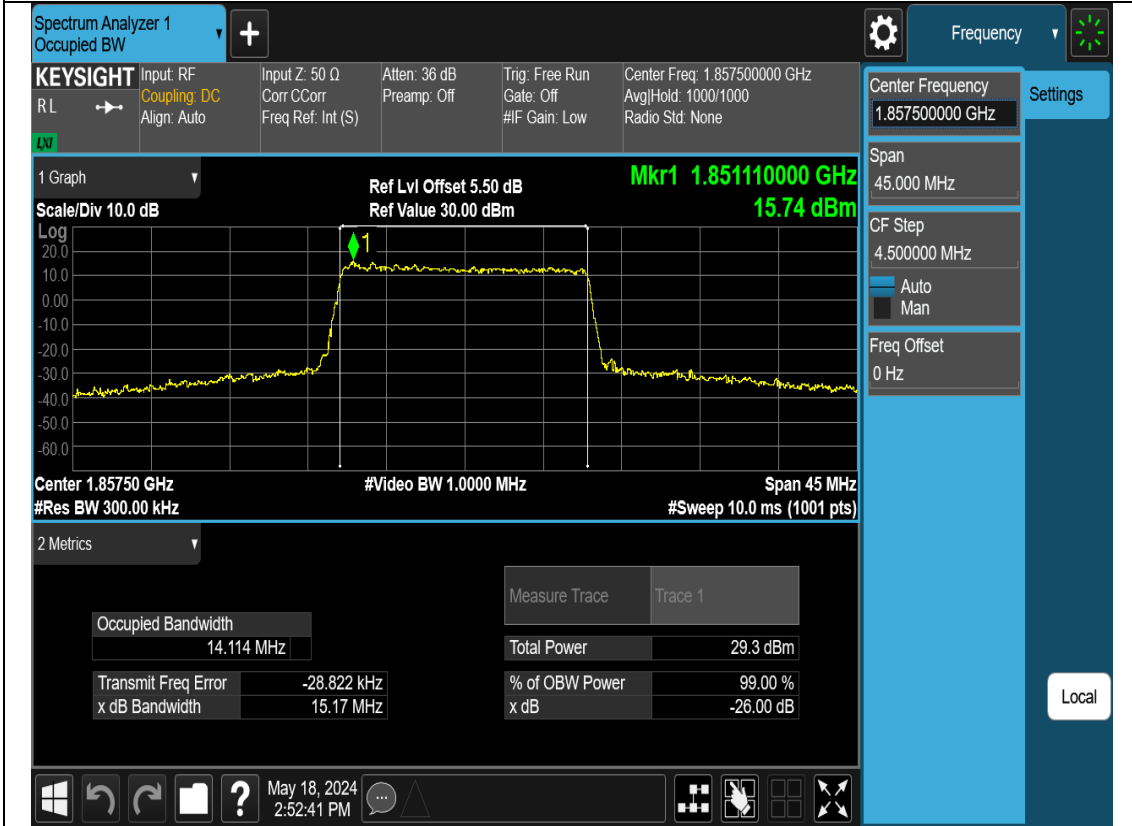 Spectrum Analyzer 1
Occupied BW
+
Frequency
KEYSIGHT
RL
LXI
Input: RF
Coupling: DC
Align: Auto
Input Z: 50 Ω
Corr CCorr
Freq Ref: Int (S)
Atten: 36 dB
Preamp: Off
Trig: Free Run
Gate: Off
#IF Gain: Low
Center Freq: 1.857500000 GHz
Avg|Hold: 1000/1000
Radio Std: None
Center Frequency
1.857500000 GHz
Settings
Span
45.000 MHz
CF Step
4.500000 MHz
Auto
Man
Freq Offset
0 Hz
Local
1 Graph
Ref Lvl Offset 5.50 dB
Mkr1 1.851110000 GHz
Scale/Div 10.0 dB
Ref Value 30.00 dBm
15.74 dBm
Log
1
20.0
10.0
0.00
-10.0
-20.0
-30.0
-40.0
-50.0
-60.0
Center 1.85750 GHz
#Video BW 1.0000 MHz
Span 45 MHz
#Res BW 300.00 kHz
#Sweep 10.0 ms (1001 pts)
2 Metrics
Measure Trace Trace 1
Occupied Bandwidth
14.114 MHz
Total Power 29.3 dBm
Transmit Freq Error -28.822 kHz
% of OBW Power 99.00 %
x dB Bandwidth 15.17 MHz
x dB -26.00 dB
?
May 18, 2024
2:52:41 PM